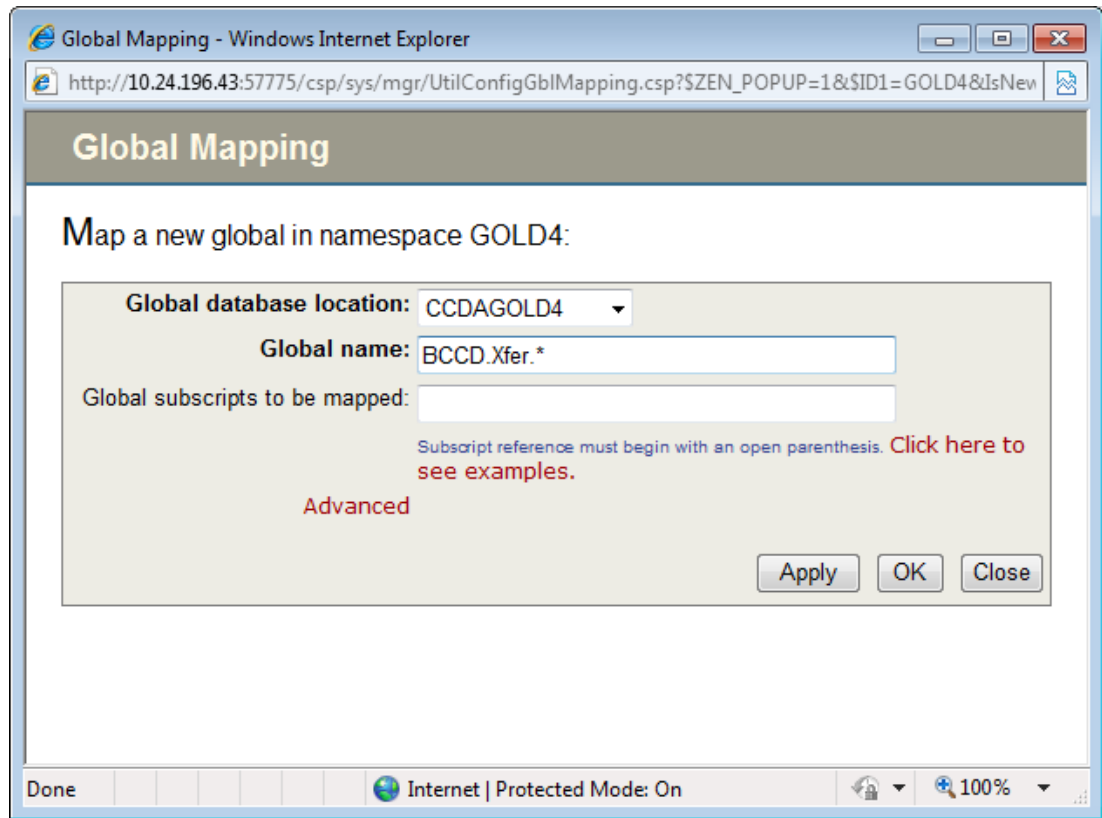 Global Mapping - Windows Internet Explorer
http://10.24.196.43:57775/csp/sys/mgr/UtilConfigGblMapping.csp?$ZEN_POPUP=1&$ID1=GOLD4&IsNew
Global Mapping
Map a new global in namespace GOLD4:
Global database location: CCDAGOLD4
Global name: BCCD.Xfer.*
Global subscripts to be mapped:
Subscript reference must begin with an open parenthesis. Click here to
see examples.
Advanced
Apply OK Close
Done Internet | Protected Mode: On 100%